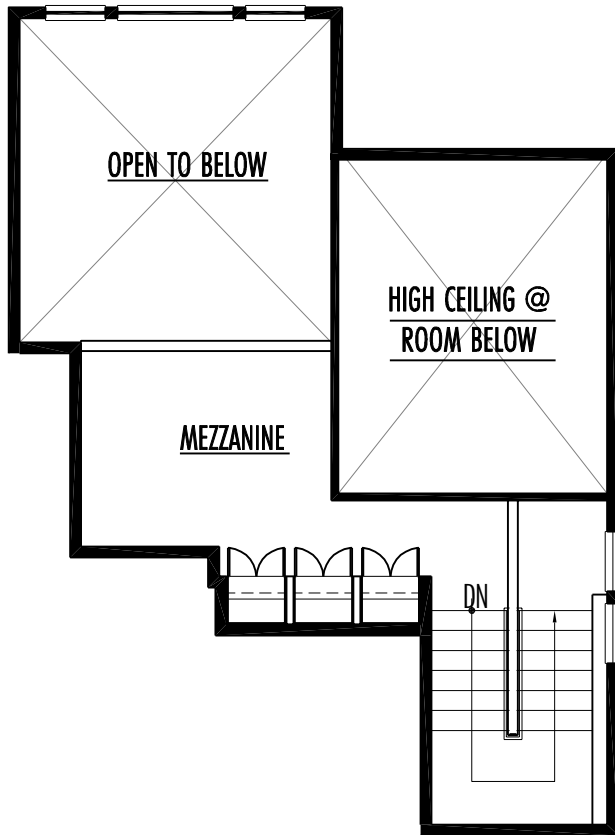 OPEN TO BELOW
HIGH CEILING @
ROOM BELOW
MEZZANINE
DN